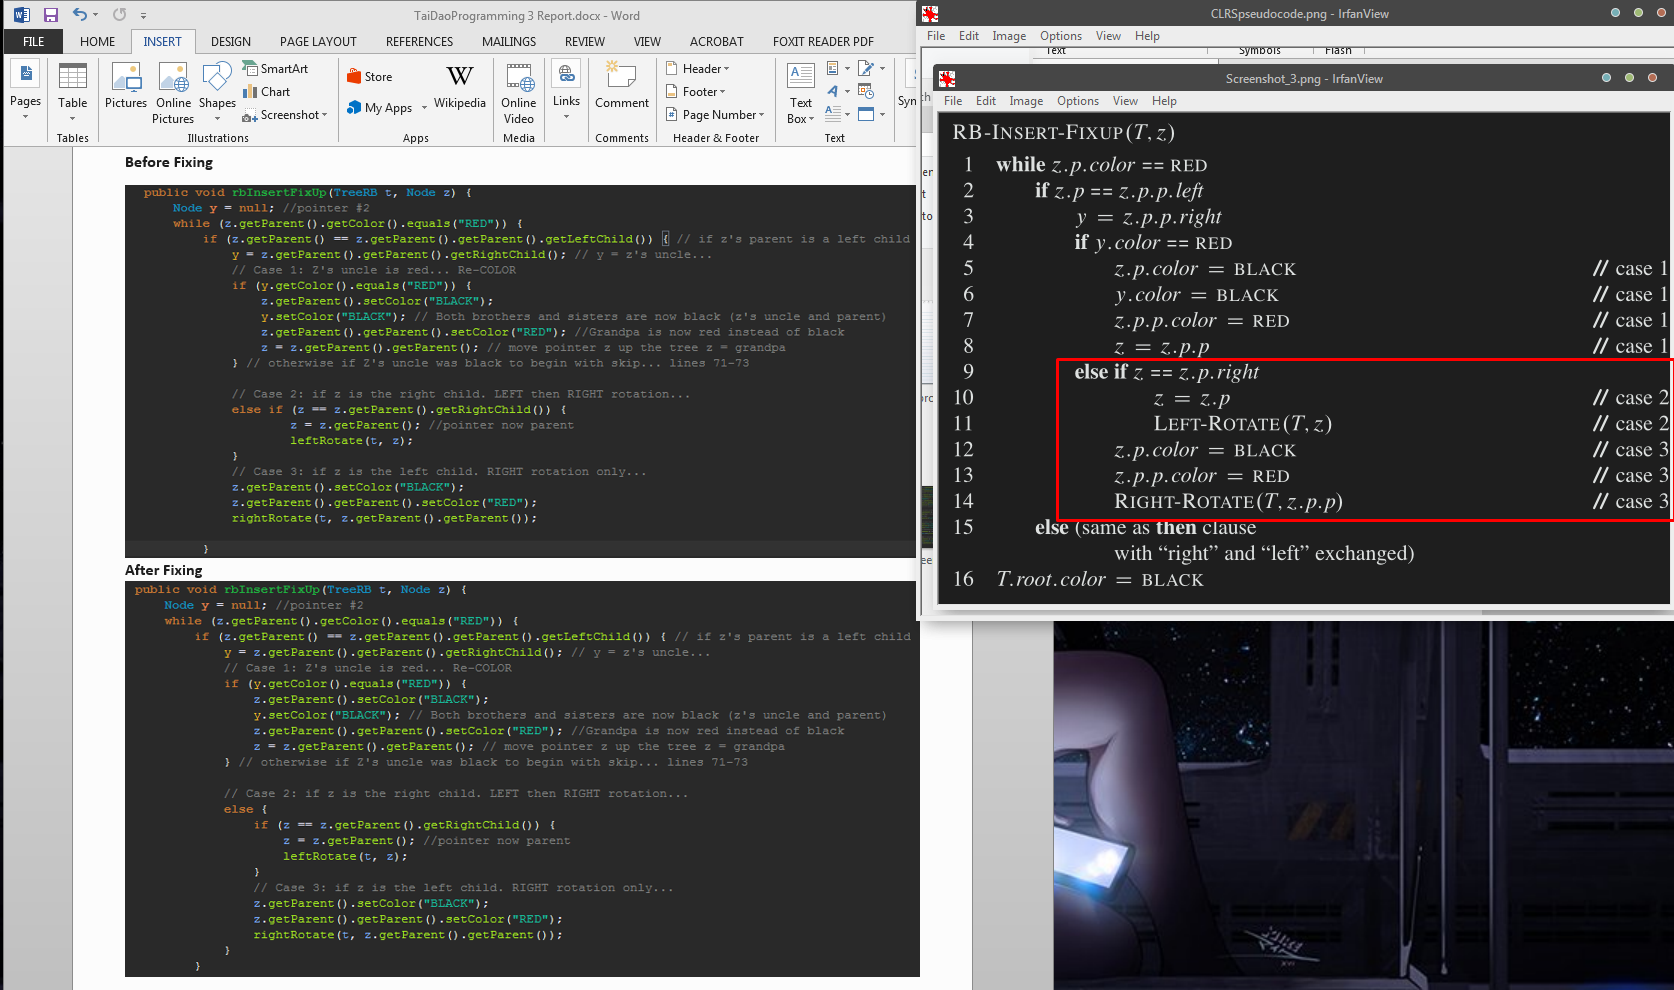 TaiDaoProgramming 3 Report.docx - Word
FILE HOME INSERT DESIGN PAGE LAYOUT REFERENCES MAILINGS REVIEW VIEW ACROBAT FOXIT READER PDF
Pages
Table
Tables
Pictures
Online Pictures
Shapes
SmartArt
Chart
Screenshot
Illustrations
Store
My Apps
W
Wikipedia
Apps
Online Video
Media
Links
Comment
Comments
Header
Footer
Page Number
Header & Footer
Text Box
A
Text
Sym
Before Fixing
public void rbInsertFixUp(TreeRB t, Node z) {
Node y = null; //pointer #2
while (z.getParent().getColor().equals("RED")) {
if (z.getParent() == z.getParent().getParent().getLeftChild()) { // if z's parent is a left child
y = z.getParent().getParent().getRightChild(); // y = z's uncle...
// Case 1: Z's uncle is red... Re-COLOR
if (y.getColor().equals("RED")) {
z.getParent().setColor("BLACK");
y.setColor("BLACK"); // Both brothers and sisters are now black (z's uncle and parent)
z.getParent().getParent().setColor("RED"); //Grandpa is now red instead of black
z = z.getParent().getParent(); // move pointer z up the tree z = grandpa
} // otherwise if Z's uncle was black to begin with skip... lines 71-73
// Case 2: if z is the right child. LEFT then RIGHT rotation...
else if (z == z.getParent().getRightChild()) {
z = z.getParent(); //pointer now parent
leftRotate(t, z);
}
// Case 3: if z is the left child. RIGHT rotation only...
z.getParent().setColor("BLACK");
z.getParent().getParent().setColor("RED");
rightRotate(t, z.getParent().getParent());
}
After Fixing
public void rbInsertFixUp(TreeRB t, Node z) {
Node y = null; //pointer #2
while (z.getParent().getColor().equals("RED")) {
if (z.getParent() == z.getParent().getParent().getLeftChild()) { // if z's parent is a left child
y = z.getParent().getParent().getRightChild(); // y = z's uncle...
// Case 1: Z's uncle is red... Re-COLOR
if (y.getColor().equals("RED")) {
z.getParent().setColor("BLACK");
y.setColor("BLACK"); // Both brothers and sisters are now black (z's uncle and parent)
z.getParent().getParent().setColor("RED"); //Grandpa is now red instead of black
z = z.getParent().getParent(); // move pointer z up the tree z = grandpa
} // otherwise if Z's uncle was black to begin with skip... lines 71-73
// Case 2: if z is the right child. LEFT then RIGHT rotation...
else {
if (z == z.getParent().getRightChild()) {
z = z.getParent(); //pointer now parent
leftRotate(t, z);
}
// Case 3: if z is the left child. RIGHT rotation only...
z.getParent().setColor("BLACK");
z.getParent().getParent().setColor("RED");
rightRotate(t, z.getParent().getParent());
}
}
CLRSpseudocode.png - IrfanView
File Edit Image Options View Help
Text Symbols Flash
Screenshot_3.png - IrfanView
File Edit Image Options View Help
RB-INSERT-FIXUP(T, z)
1 while z.p.color == RED
2 if z.p == z.p.p.left
3 y = z.p.p.right
4 if y.color == RED
5 z.p.color = BLACK // case 1
6 y.color = BLACK // case 1
7 z.p.p.color = RED // case 1
8 z = z.p.p // case 1
9 else if z == z.p.right
10 z = z.p // case 2
11 LEFT-ROTATE(T, z) // case 2
12 z.p.color = BLACK // case 3
13 z.p.p.color = RED // case 3
14 RIGHT-ROTATE(T, z.p.p) // case 3
15 else (same as then clause
with “right” and “left” exchanged)
16 T.root.color = BLACK